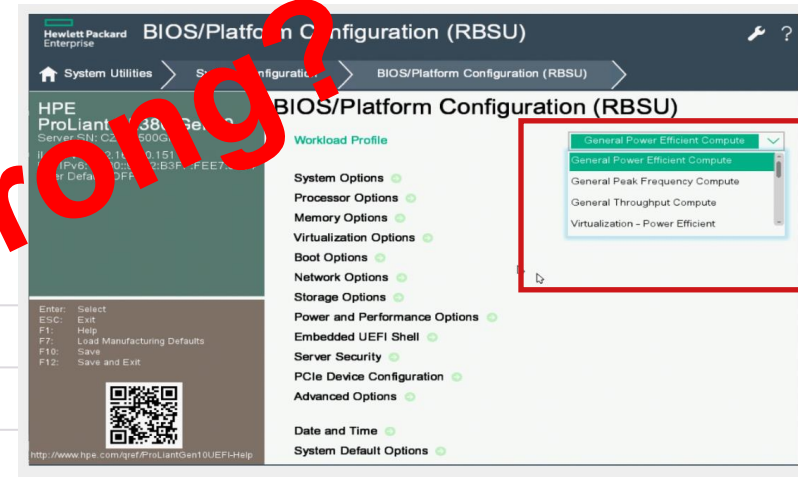 Hewlett Packard
Enterprise
BIOS/Platfo m C nfiguration (RBSU)
?
System Utilities
BIOS/Platform Configuration (RBSU)
rong?
HPE
ProLiant
Server SN:
BIOS/Platform Configuration (RBSU)
Workload Profile
General Power Efficient Compute
General Power Efficient Compute
General Peak Frequency Compute
General Throughput Compute
Virtualization - Power Efficient
System Options
Processor Options
Memory Options
Virtualization Options
Boot Options
Network Options
Storage Options
Power and Performance Options
Embedded UEFI Shell
Server Security
PCIe Device Configuration
Advanced Options
Date and Time
System Default Options
Enter: Select
ESC: Exit
F1: Help
F7: Load Manufacturing Defaults
F10: Save
F12: Save and Exit
http://www.hpe.com/qref/ProLiantGen10UEFI-Help